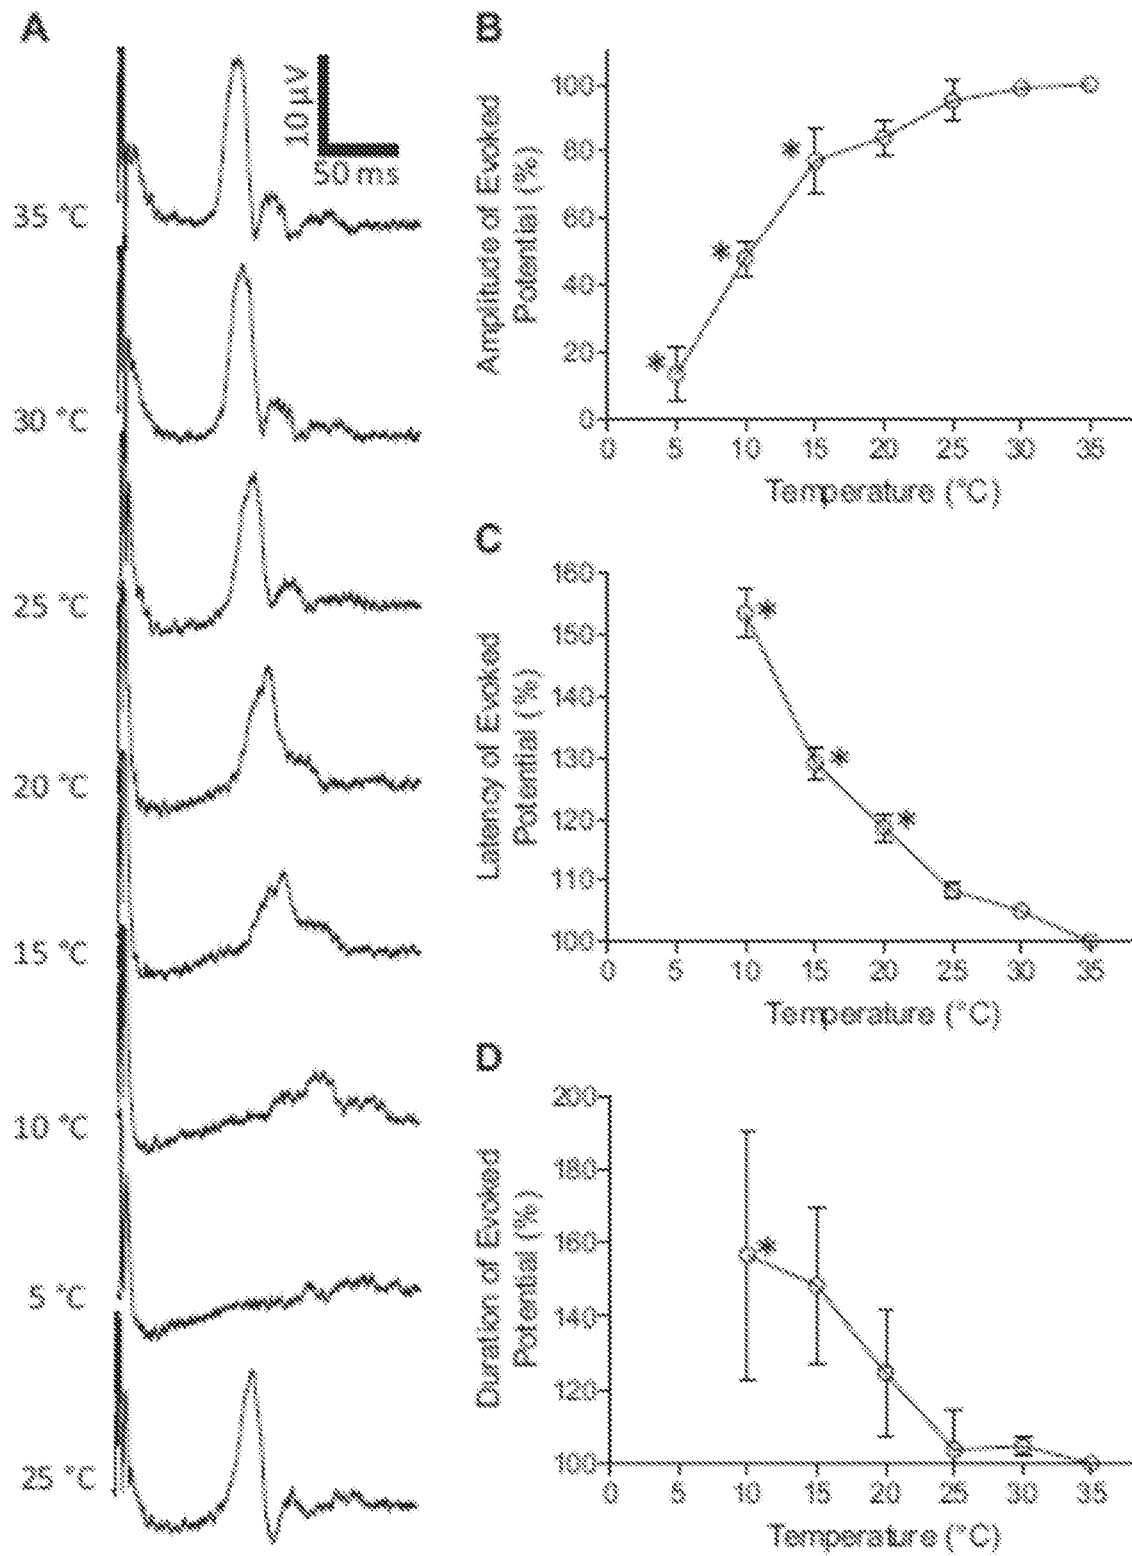 A
10 µV
50 ms
35 °C
30 °C
25 °C
20 °C
15 °C
10 °C
5 °C
25 °C
B
Amplitude of Evoked
Potential (%)
100
80
60
40
20
0
0 5 10 15 20 25 30 35
Temperature (°C)
*
*
*
C
Latency of Evoked
Potential (%)
160
150
140
130
120
110
100
0 5 10 15 20 25 30 35
Temperature (°C)
*
*
*
D
Duration of Evoked
Potential (%)
200
180
160
140
120
100
0 5 10 15 20 25 30 35
Temperature (°C)
*